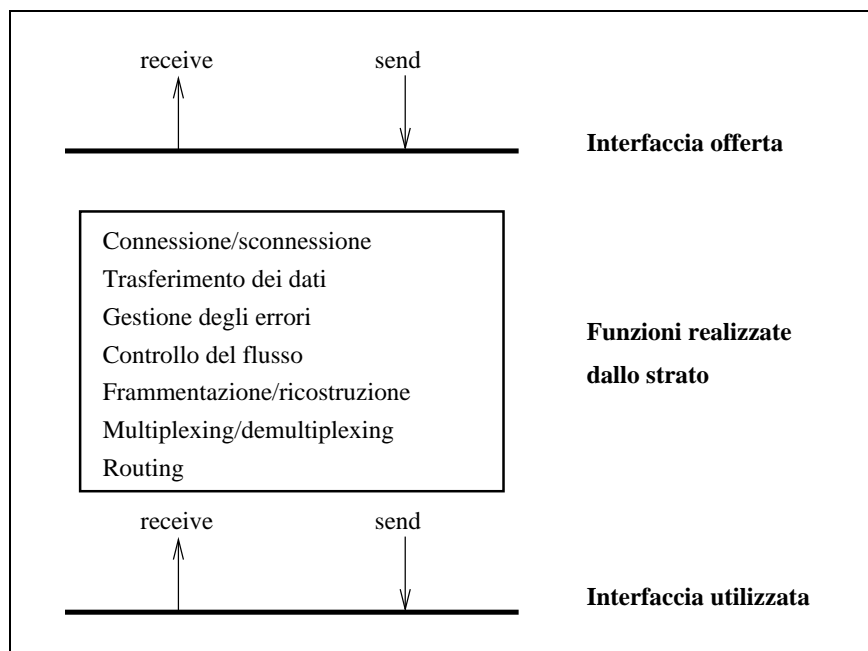 receive send
Interfaccia offerta
Connessione/sconnessione
Trasferimento dei dati
Gestione degli errori
Controllo del flusso
Frammentazione/ricostruzione
Multiplexing/demultiplexing
Routing
Funzioni realizzate
dallo strato
receive send
Interfaccia utilizzata